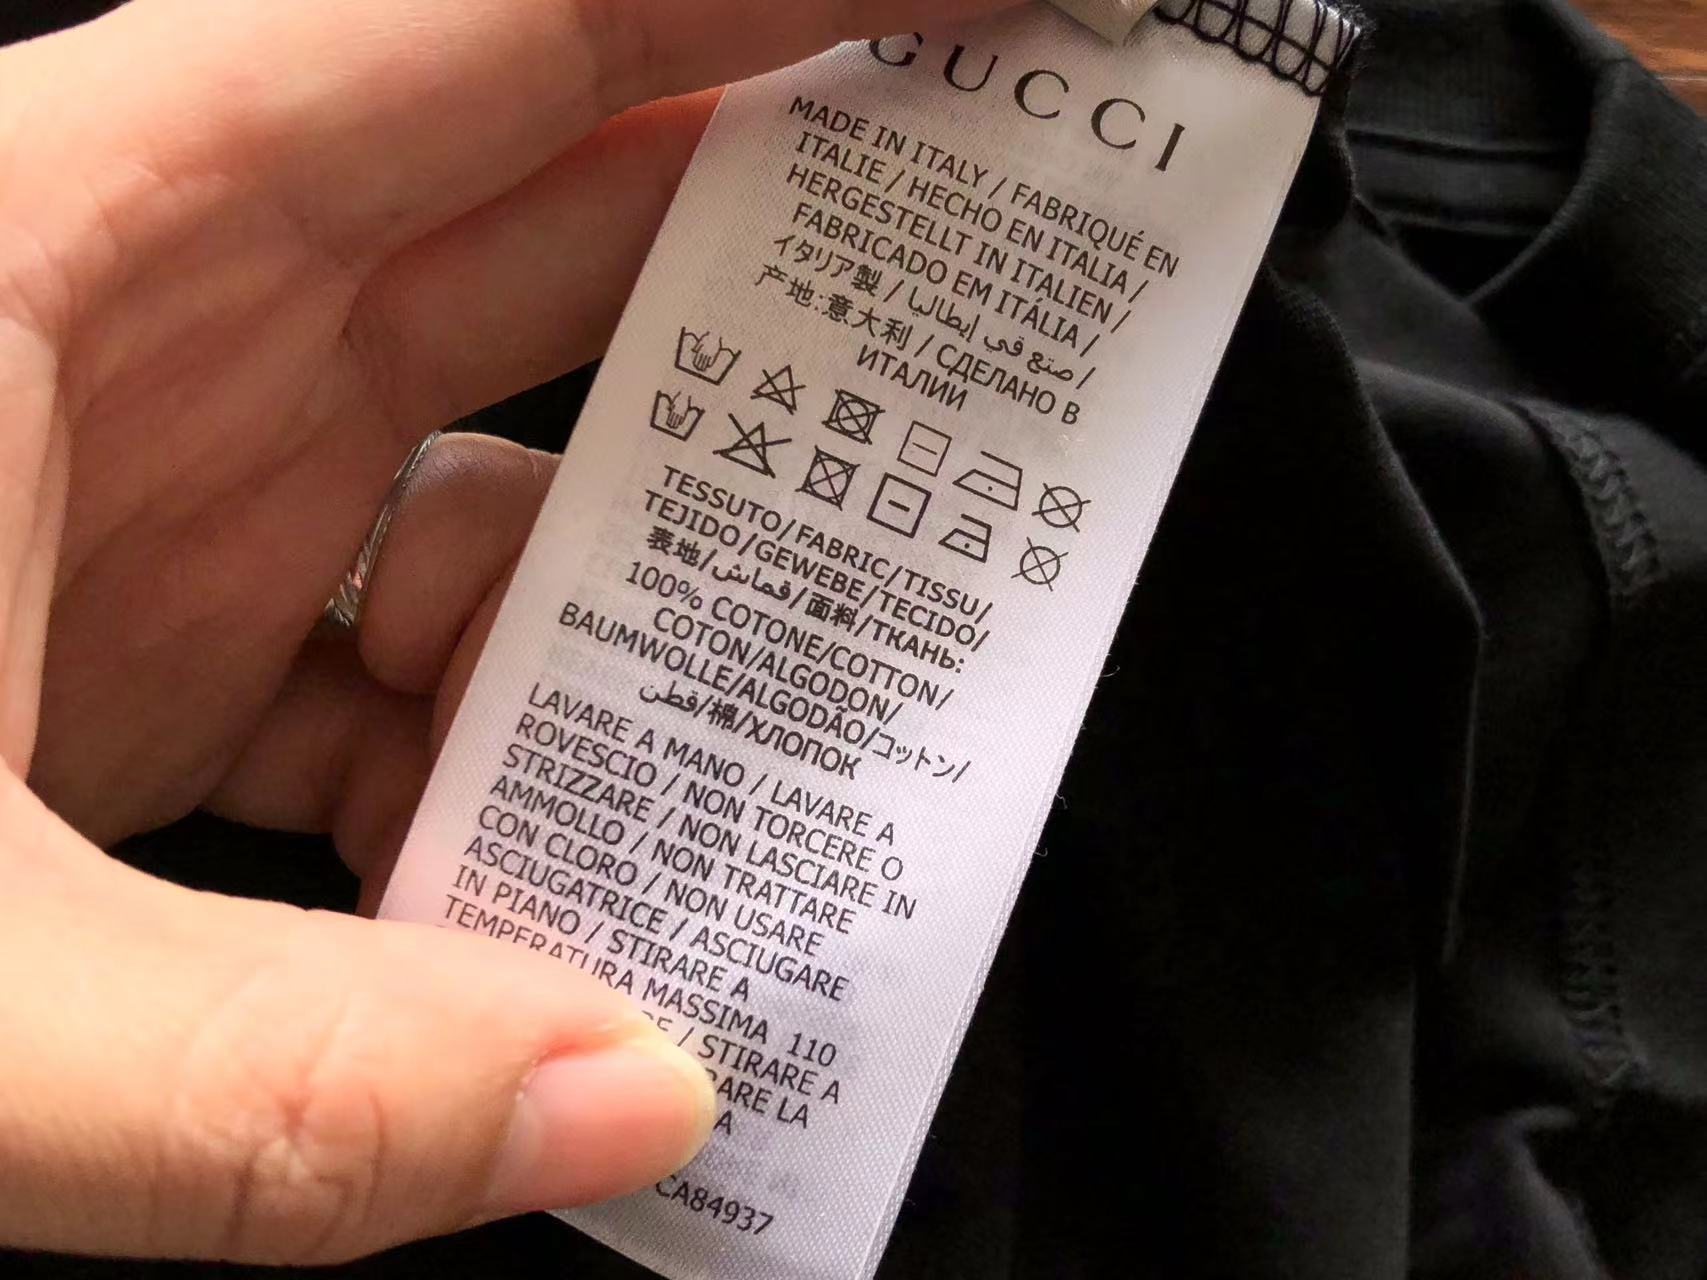 GUCCI
MADE IN ITALY / FABRIQUÉ EN
ITALIE / HECHO EN ITALIA /
HERGESTELLT IN ITALIEN /
FABRICADO EM ITÁLIA /
イタリア製 / صنع في إيطاليا /
产地:意大利 / СДЕЛАНО В
ИТАЛИИ
TESSUTO/FABRIC/TISSU/
TEJIDO/GEWEBE/TECIDO/
表地/قماش/面料/ТКАНЬ:
100% COTONE/COTTON/
COTON/ALGODON/
BAUMWOLLE/ALGODÃO/コットン/
قطن/棉/ХЛОПОК
LAVARE A MANO / LAVARE A
ROVESCIO / NON TORCERE O
STRIZZARE / NON LASCIARE IN
AMMOLLO / NON TRATTARE
CON CLORO / NON USARE
ASCIUGATRICE / ASCIUGARE
IN PIANO / STIRARE A
TEMPERATURA MASSIMA 110
/ STIRARE A
LA
CA84937